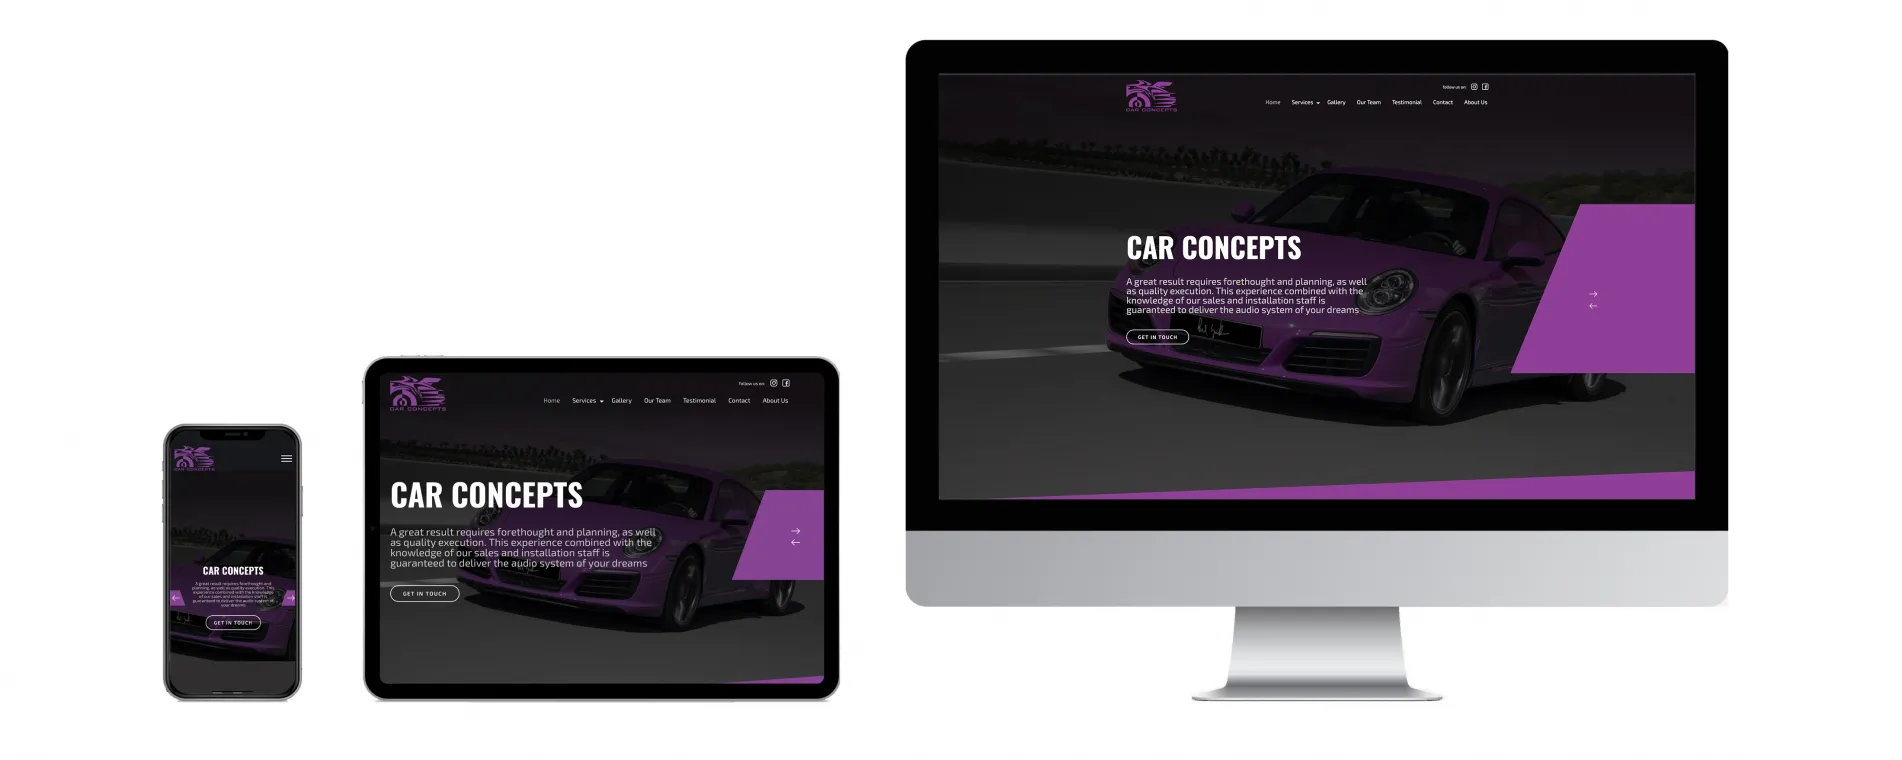 CAR CONCEPTS
CAR CONCEPTS
A great result requires forethought and
planning, as well as quality execution. This
experience combined with the knowledge
of our sales and installation staff is
guaranteed to deliver the audio system of
your dreams
GET IN TOUCH
CAR CONCEPTS
follow us on:
Home Services Gallery Our Team Testimonial Contact About Us
CAR CONCEPTS
A great result requires forethought and planning, as well
as quality execution. This experience combined with the
knowledge of our sales and installation staff is
guaranteed to deliver the audio system of your dreams
GET IN TOUCH
CAR CONCEPTS
follow us on:
Home Services Gallery Our Team Testimonial Contact About Us
CAR CONCEPTS
A great result requires forethought and planning, as well
as quality execution. This experience combined with the
knowledge of our sales and installation staff is
guaranteed to deliver the audio system of your dreams
GET IN TOUCH